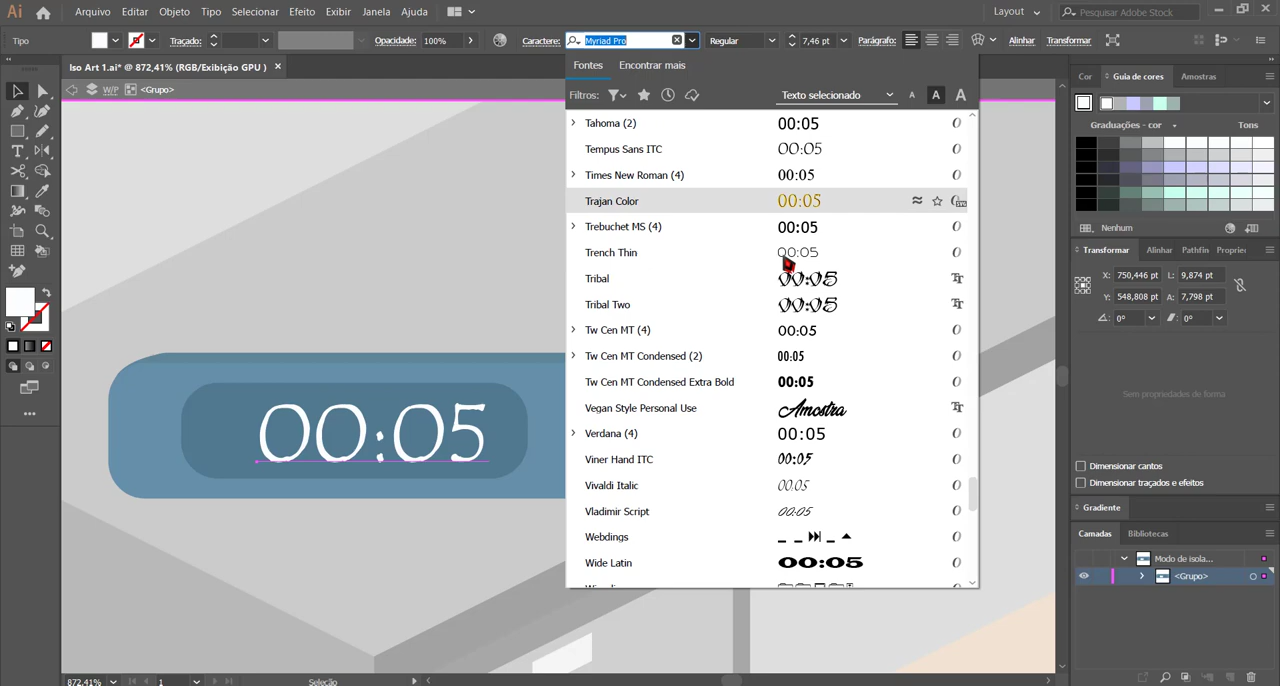 Ai Arquivo Editar Objeto Tipo Selecionar Efeito Exibir Janela Ajuda Layout Pesquisar Adobe Stock
Tipo Traçado: Opacidade: 100% Caractere: Myriad Pro Regular 7,46 pt Parágrafo: Alinhar Transformar
Iso Art 1.ai* @ 872,41% (RGB/Exibição GPU ) ×
W/P <Grupo>
Fontes Encontrar mais
Filtros: Texto selecionado A A A
Tahoma (2) 00:05
Tempus Sans ITC 00:05
Times New Roman (4) 00:05
Trajan Color 00:05
Trebuchet MS (4) 00:05
Trench Thin 00:05
Tribal 00:05
Tribal Two 00:05
Tw Cen MT (4) 00:05
Tw Cen MT Condensed (2) 00:05
Tw Cen MT Condensed Extra Bold 00:05
Vegan Style Personal Use Amostra
Verdana (4) 00:05
Viner Hand ITC 00:05
Vivaldi Italic 00:05
Vladimir Script 00:05
Webdings
Wide Latin 00:05
00:05
Cor Guia de cores Amostras
Graduações - cor Tons
Nenhum
Transformar Alinhar Pathfin Proprie
X: 750,446 pt L: 9,874 pt
Y: 548,808 pt A: 7,798 pt
0° 0°
Sem propriedades de forma
Dimensionar cantos
Dimensionar traçados e efeitos
Gradiente
Camadas Bibliotecas
Modo de isola...
<Grupo>
872,41% 1 Seleção